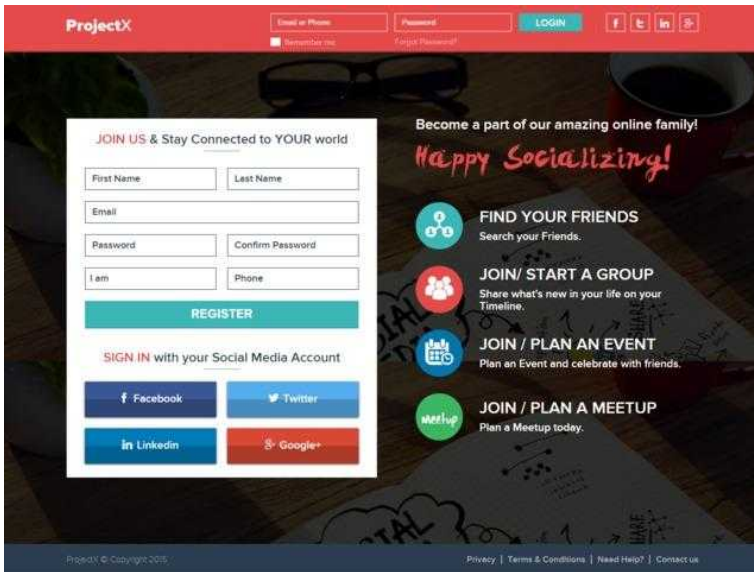 ProjectX
Email or Phone
Password
LOGIN
f t in g+
Remember me
Forgot Password?
JOIN US & Stay Connected to YOUR world
First Name
Last Name
Email
Password
Confirm Password
I am
Phone
REGISTER
SIGN IN with your Social Media Account
f Facebook
Twitter
in Linkedin
g+ Google+
Become a part of our amazing online family!
Happy Socializing!
FIND YOUR FRIENDS
Search your Friends.
JOIN/ START A GROUP
Share what's new in your life on your
Timeline.
JOIN / PLAN AN EVENT
Plan an Event and celebrate with friends.
Meetup
JOIN / PLAN A MEETUP
Plan a Meetup today.
SHARE
ProjectX © Copyright 2015
Privacy | Terms & Conditions | Need Help? | Contact us